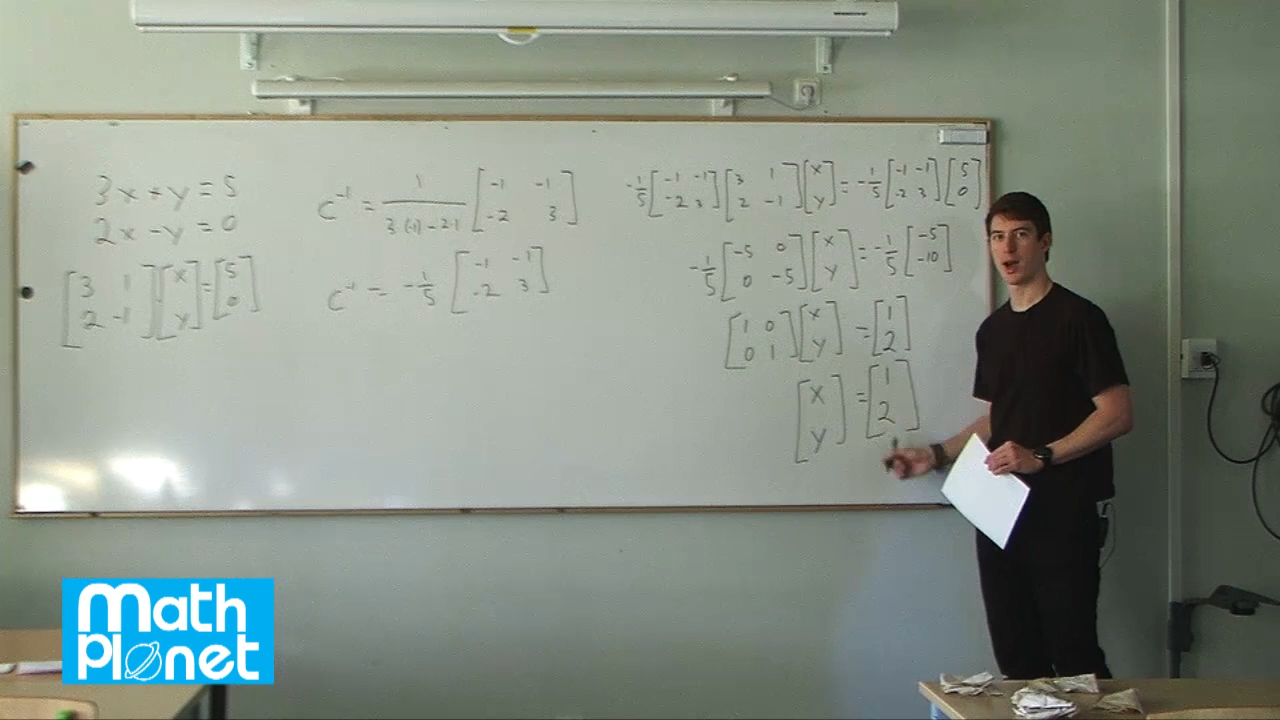 3x + y = 5
2x - y = 0
[3 1; 2 -1] [x; y] = [5; 0]
C⁻¹ = 1/(3·(-1) - 2·1) [-1 -1; -2 3]
C⁻¹ = -1/5 [-1 -1; -2 3]
-1/5 [-1 -1; -2 3] [3 1; 2 -1] [x; y] = -1/5 [-1 -1; -2 3] [5; 0]
-1/5 [-5 0; 0 -5] [x; y] = -1/5 [-5; -10]
[1 0; 0 1] [x; y] = [1; 2]
[x; y] = [1; 2]
Math
Planet